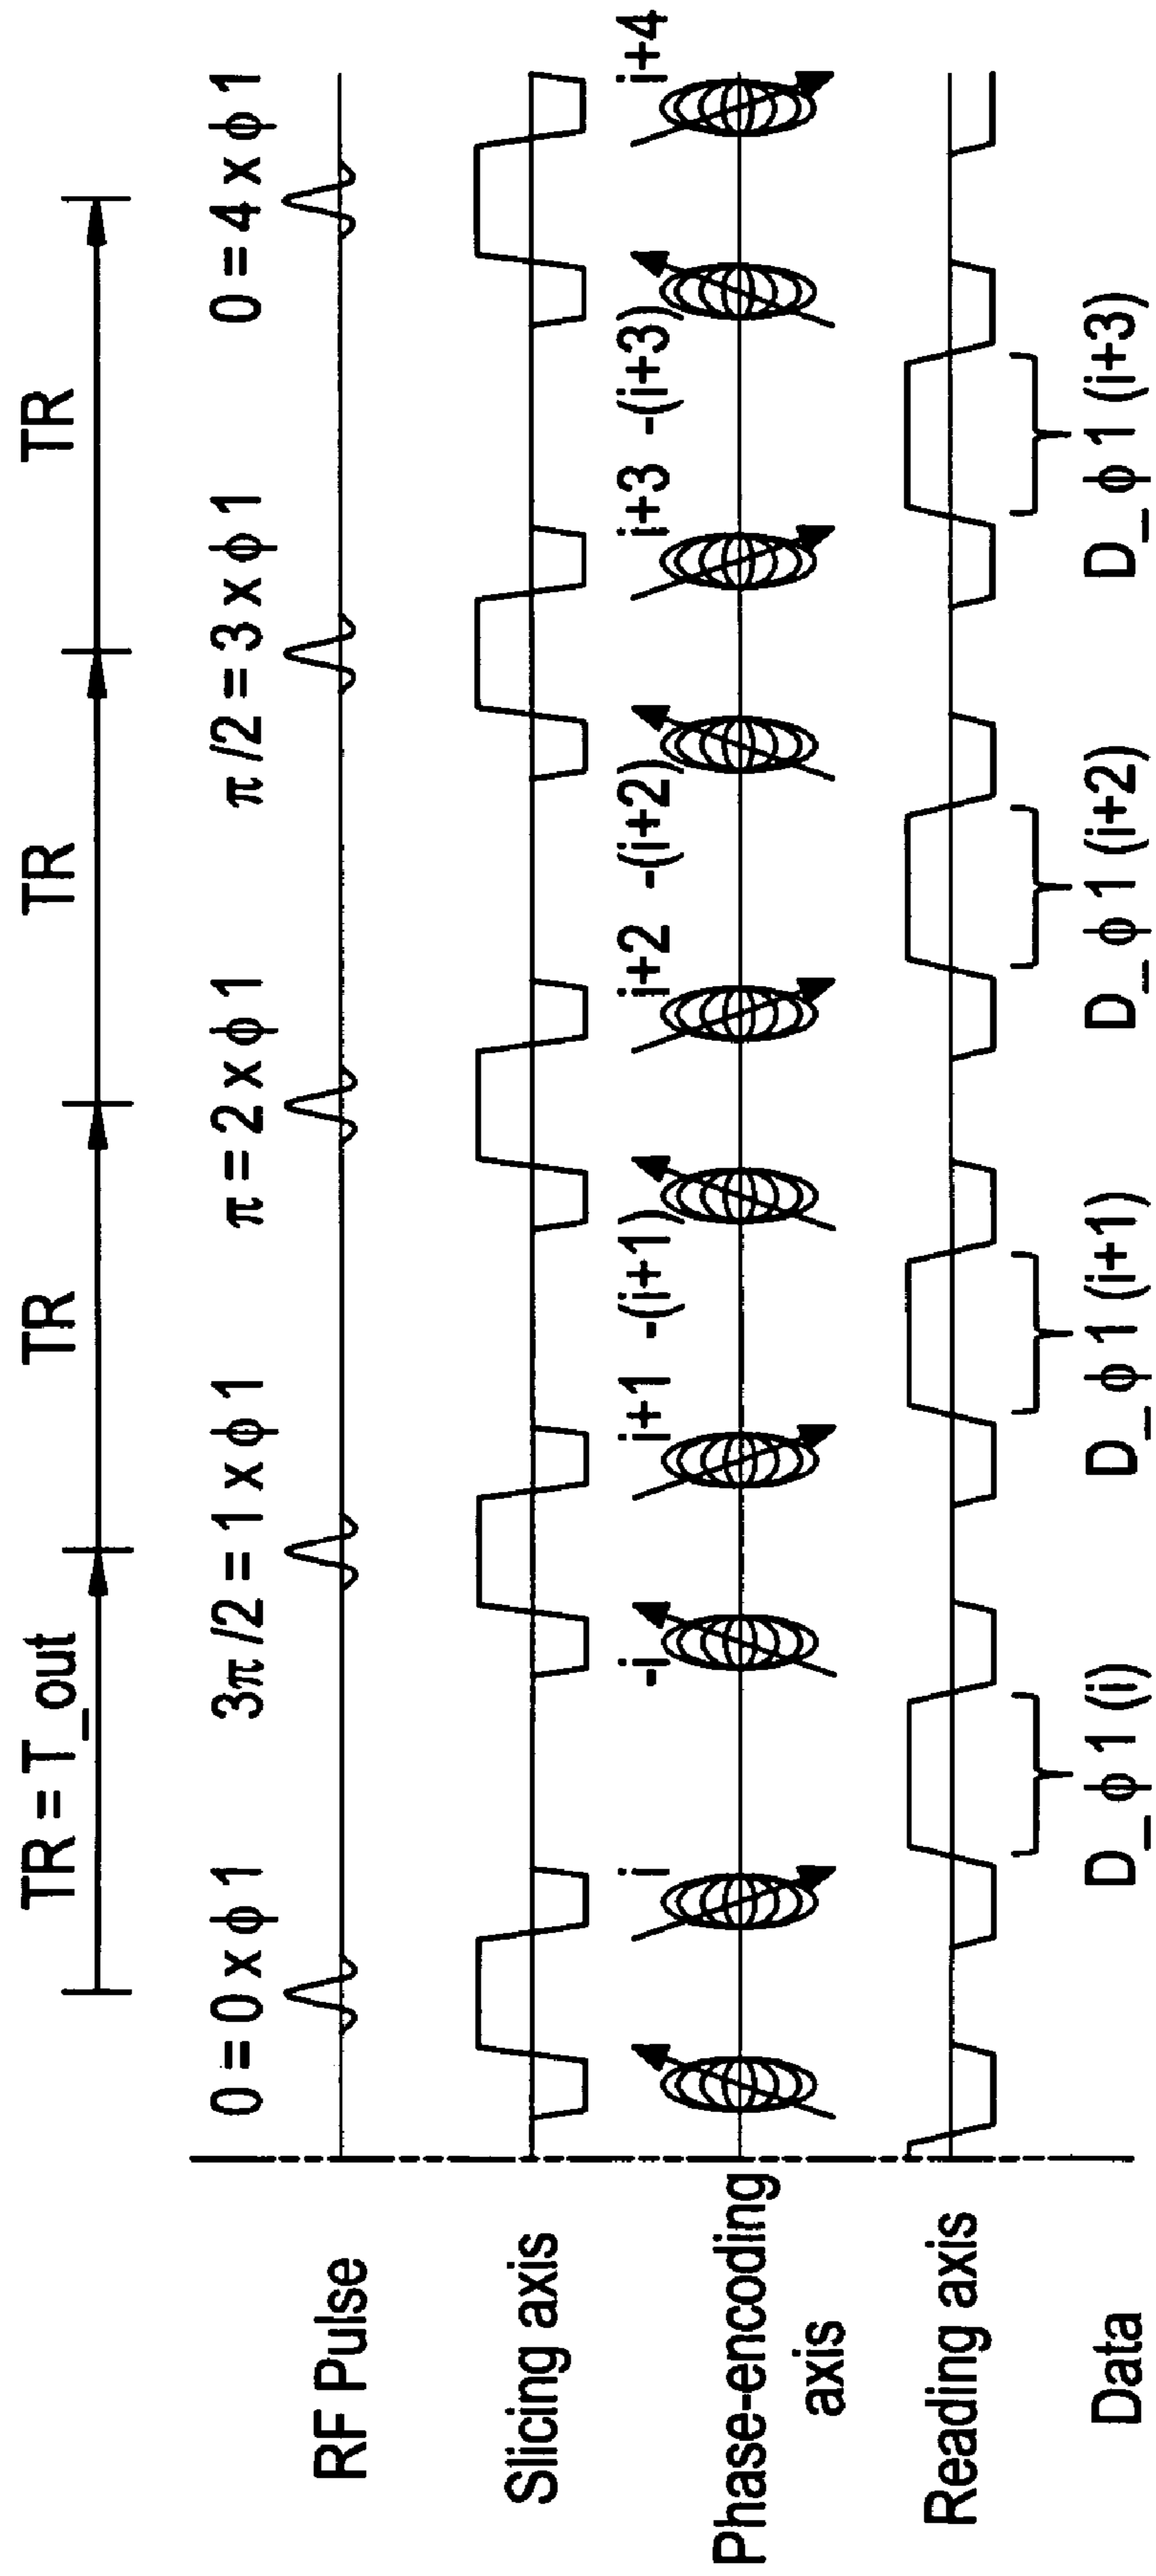 TR = T_out TR TR TR
0 = 0 x ϕ 1 3π/2 = 1 x ϕ 1 π = 2 x ϕ 1 π/2 = 3 x ϕ 1 0 = 4 x ϕ 1
RF Pulse
Slicing axis
i -i i+1 -(i+1) i+2 -(i+2) i+3 -(i+3) i+4
Phase-encoding
axis
Reading axis
Data D_ϕ 1 (i) D_ϕ 1 (i+1) D_ϕ 1 (i+2) D_ϕ 1 (i+3)